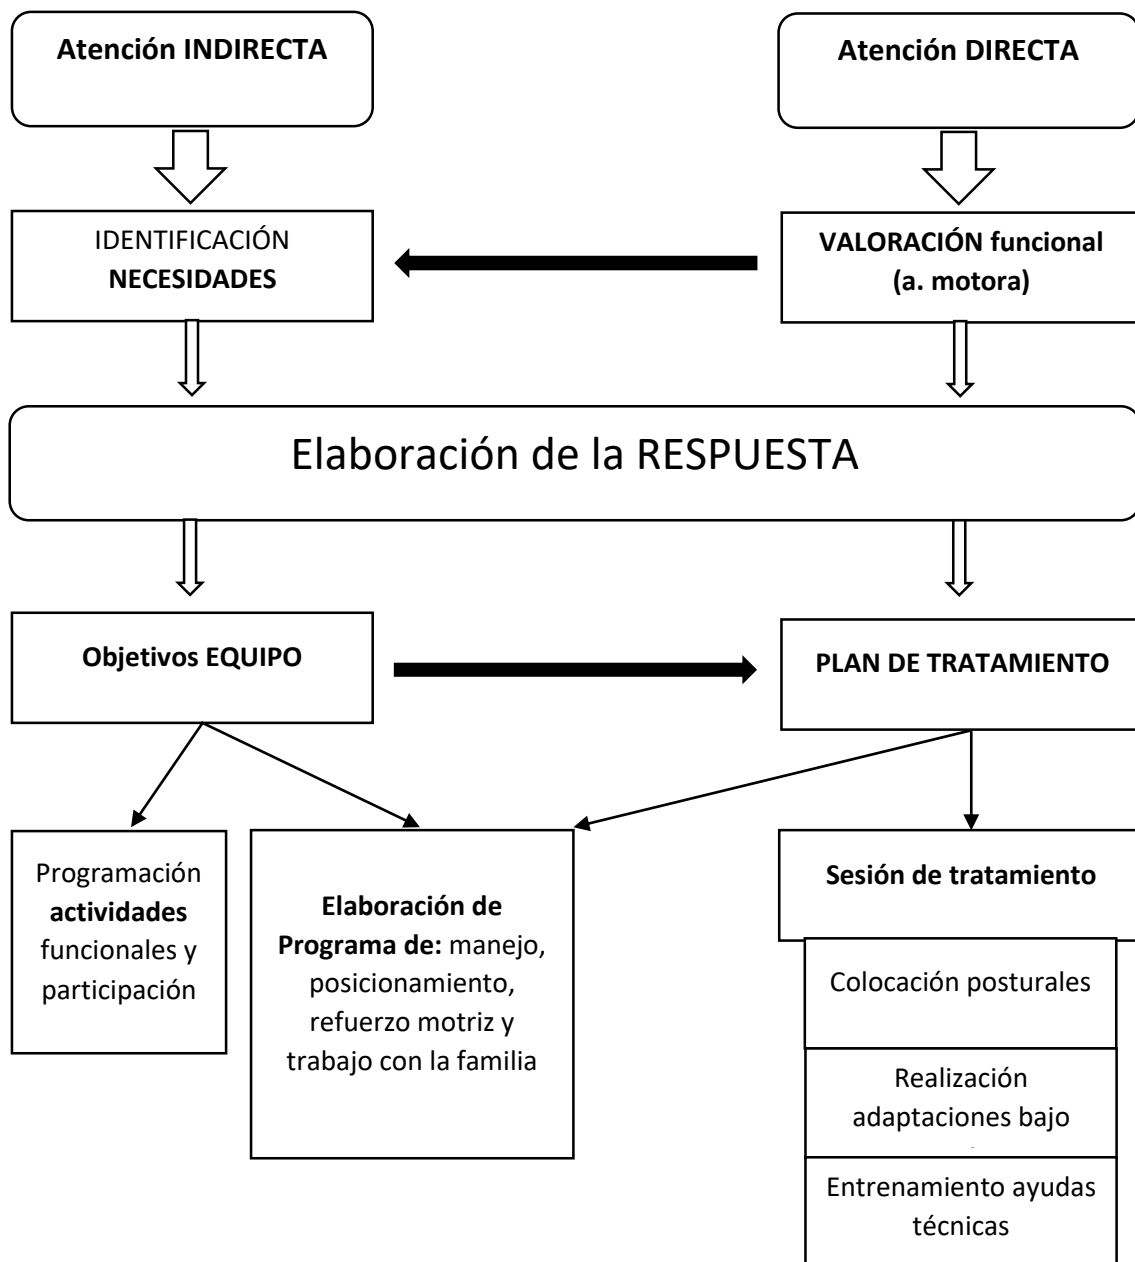 Atención INDIRECTA
Atención DIRECTA
IDENTIFICACIÓN
NECESIDADES
VALORACIÓN funcional
(a. motora)
Elaboración de la RESPUESTA
Objetivos EQUIPO
PLAN DE TRATAMIENTO
Programación
actividades
funcionales y
participación
Elaboración de
Programa de: manejo,
posicionamiento,
refuerzo motriz y
trabajo con la familia
Sesión de tratamiento
Colocación posturales
Realización
adaptaciones bajo
Entrenamiento ayudas
técnicas